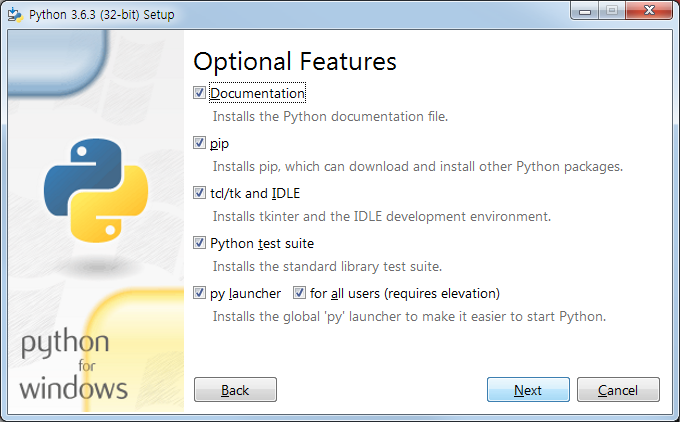 Python 3.6.3 (32-bit) Setup
Optional Features
Documentation
Installs the Python documentation file.
pip
Installs pip, which can download and install other Python packages.
tcl/tk and IDLE
Installs tkinter and the IDLE development environment.
Python test suite
Installs the standard library test suite.
py launcher for all users (requires elevation)
Installs the global 'py' launcher to make it easier to start Python.
python
for
windows
Back Next Cancel